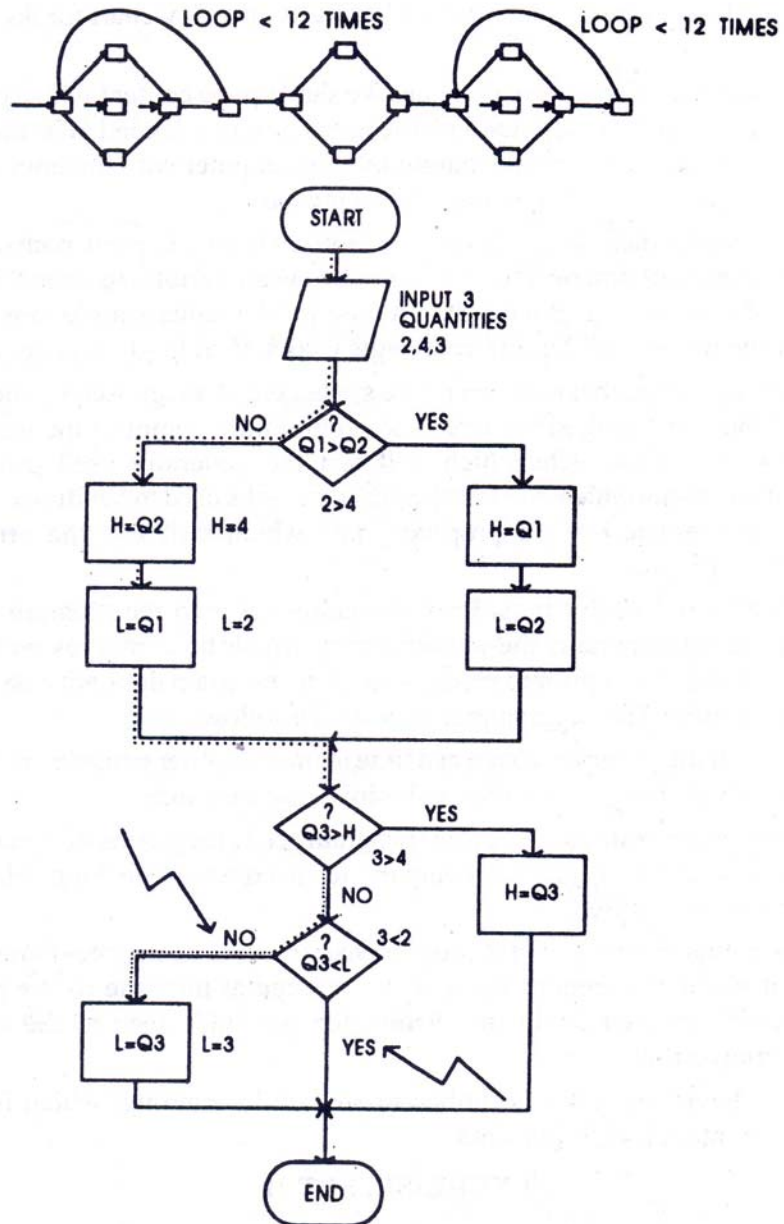 LOOP < 12 TIMES
LOOP < 12 TIMES
START
INPUT 3
QUANTITIES
2,4,3
NO
?
Q1>Q2
YES
2>4
H=Q2
H=4
H=Q1
L=Q1
L=2
L=Q2
?
Q3>H
YES
3>4
H=Q3
NO
NO
?
Q3<L
3<2
L=Q3
L=3
YES
END